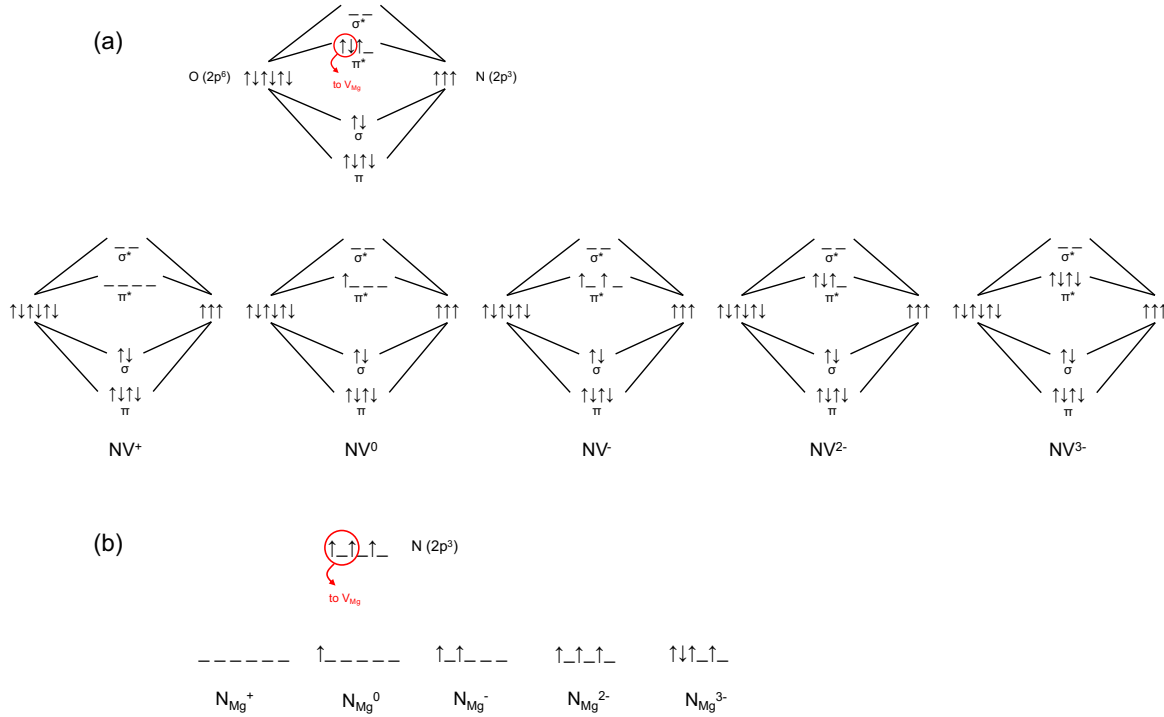 (a)
σ*
↑↓↑_
π*
to V_Mg
O (2p⁶) ↑↓↑↓↑↓
↑↑↑ N (2p³)
↑↓
σ
↑↓↑↓
π
_ _ _ _ _ _ _ _ _ _
σ* σ* σ* σ* σ*
_ _ _ _ ↑_ _ _ ↑_ ↑_ ↑↓↑_ ↑↓↑↓
π* π* π* π* π*
↑↓↑↓↑↓ ↑↑↑ ↑↓↑↓↑↓ ↑↑↑ ↑↓↑↓↑↓ ↑↑↑ ↑↓↑↓↑↓ ↑↑↑ ↑↓↑↓↑↓ ↑↑↑
↑↓ ↑↓ ↑↓ ↑↓ ↑↓
σ σ σ σ σ
↑↓↑↓ ↑↓↑↓ ↑↓↑↓ ↑↓↑↓ ↑↓↑↓
π π π π π
NV⁺ NV⁰ NV⁻ NV²⁻ NV³⁻
(b)
↑_↑_↑_ N (2p³)
to V_Mg
_ _ _ _ _ _ ↑_ _ _ _ _ ↑_↑_ _ _ ↑_↑_↑_ ↑↓↑_↑_
N_Mg⁺ N_Mg⁰ N_Mg⁻ N_Mg²⁻ N_Mg³⁻